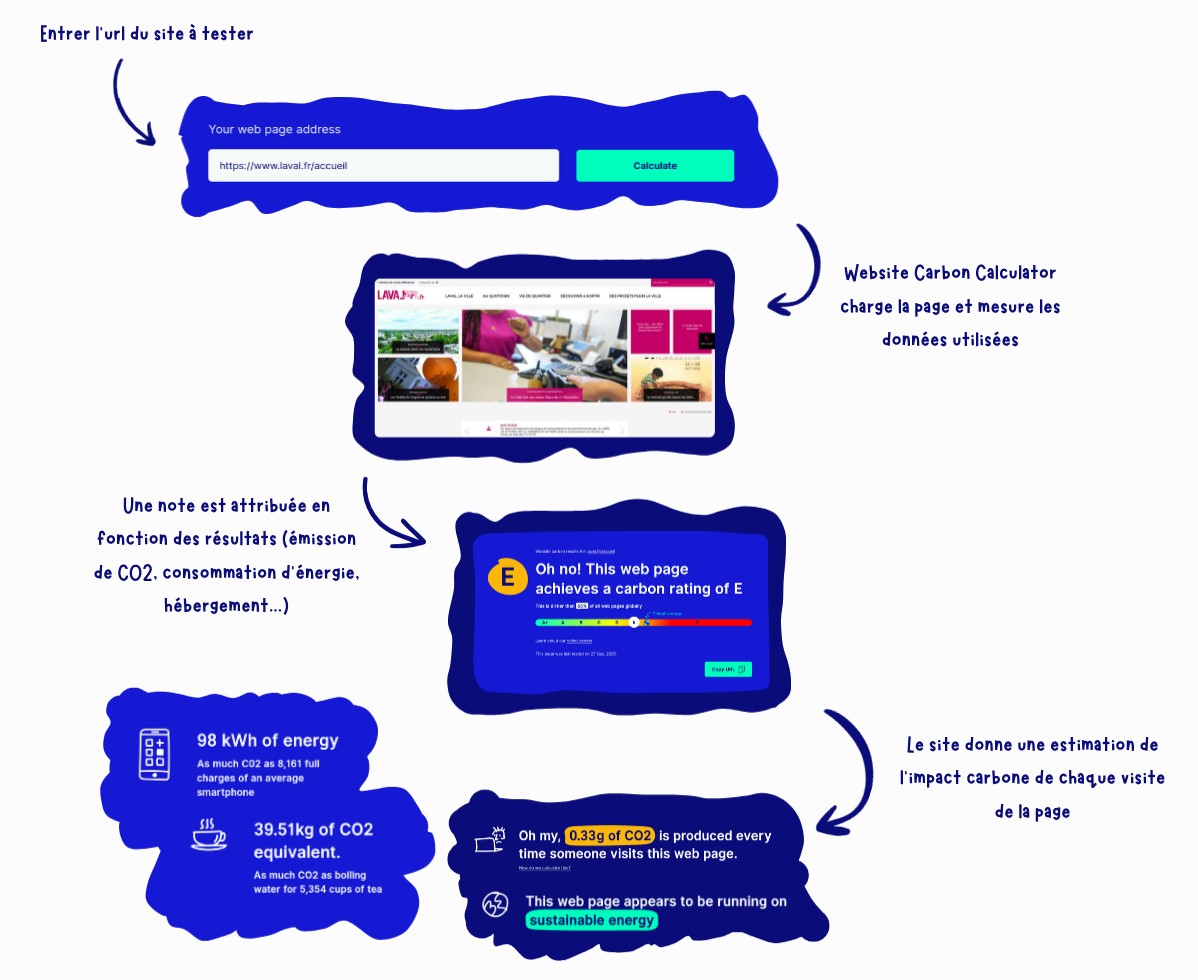 Entrer l'url du site à tester
Your web page address
https://www.laval.fr/accueil
Calculate
Website Carbon Calculator
charge la page et mesure les
données utilisées
LAVAL, LA VILLE
AU QUOTIDIEN
VIE DE QUARTIER
DÉCOUVRIR & SORTIR
DES PROJETS PLEIN LA VILLE
Une note est attribuée en
fonction des résultats (émission
de CO2, consommation d'énergie,
hébergement...)
Website carbon results for:
E
Oh no! This web page
achieves a carbon rating of E
This is dirtier than
of all web pages globally
Global average
A+ A B C D E F
Learn about our rating system
This page was last tested on 27 Sep, 2025.
Copy URL
98 kWh of energy
As much C02 as 8,161 full
charges of an average
smartphone
39.51kg of CO2
equivalent.
As much CO2 as boiling
water for 5,354 cups of tea
Le site donne une estimation de
l'impact carbone de chaque visite
de la page
Oh my, 0.33g of CO2 is produced every
time someone visits this web page.
How do we calculate this?
This web page appears to be running on
sustainable energy